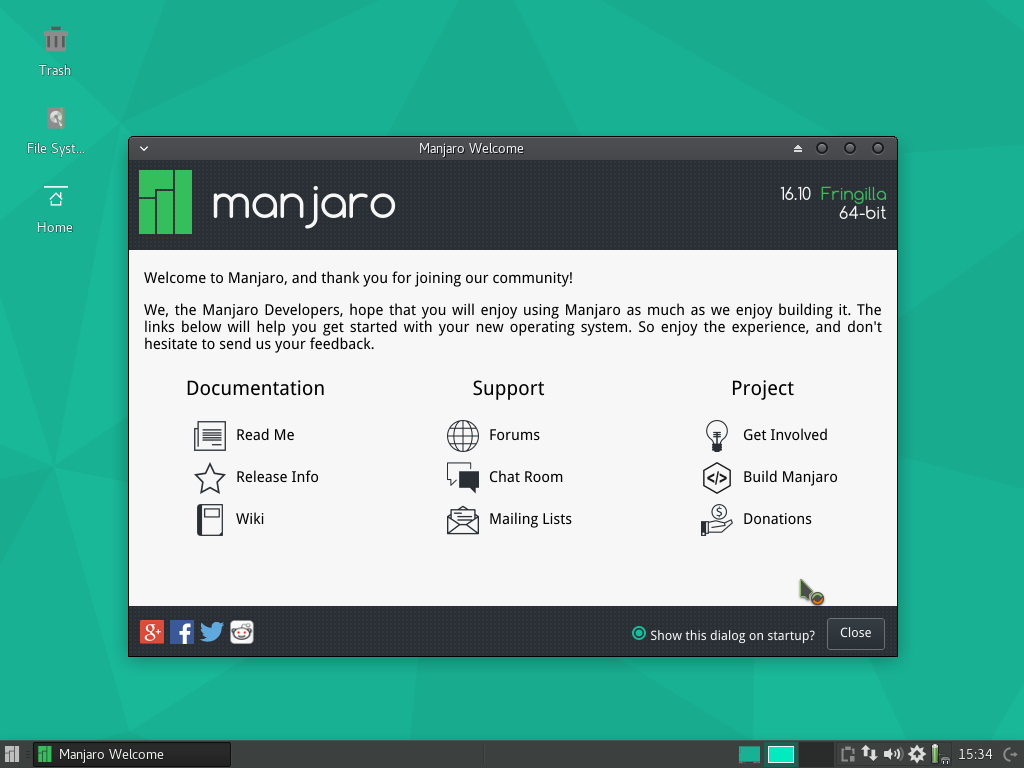 Trash
File Syst...
Home
Manjaro Welcome
manjaro
16.10 Fringilla
64-bit
Welcome to Manjaro, and thank you for joining our community!
We, the Manjaro Developers, hope that you will enjoy using Manjaro as much as we enjoy building it. The
links below will help you get started with your new operating system. So enjoy the experience, and don't
hesitate to send us your feedback.
Documentation
Read Me
Release Info
Wiki
Support
Forums
Chat Room
Mailing Lists
Project
Get Involved
Build Manjaro
Donations
Show this dialog on startup?
Close
Manjaro Welcome
15:34